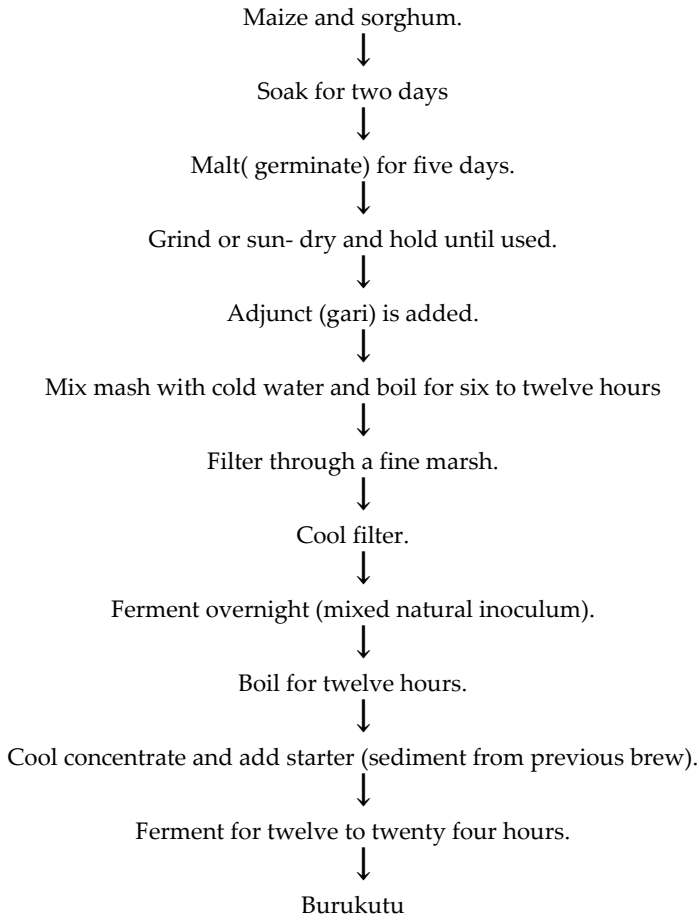 Maize and sorghum.
Soak for two days
Malt( germinate) for five days.
Grind or sun- dry and hold until used.
Adjunct (gari) is added.
Mix mash with cold water and boil for six to twelve hours
Filter through a fine marsh.
Cool filter.
Ferment overnight (mixed natural inoculum).
Boil for twelve hours.
Cool concentrate and add starter (sediment from previous brew).
Ferment for twelve to twenty four hours.
Burukutu